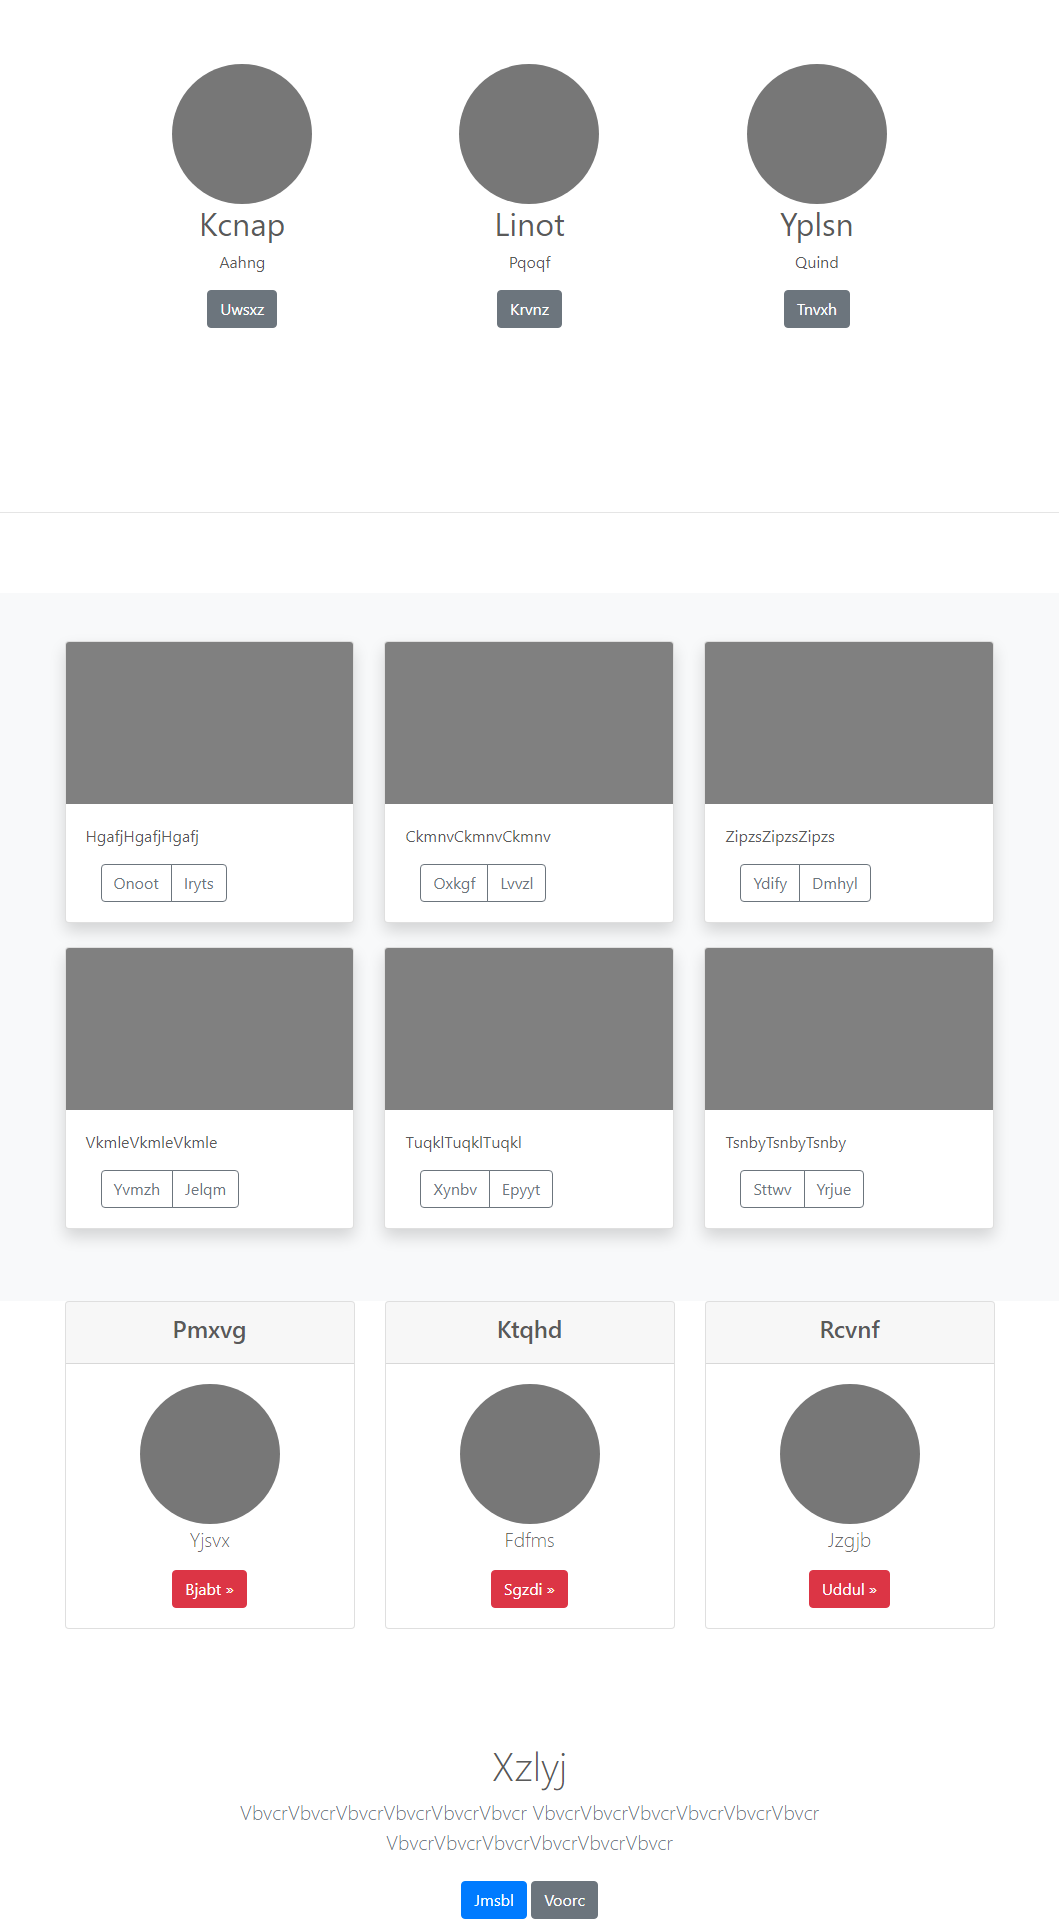 Kcnap
Linot
Yplsn
Aahng
Pqoqf
Quind
Uwsxz
Krvnz
Tnvxh
HgafjHgafjHgafj
CkmnvCkmnvCkmnv
ZipzsZipzsZipzs
Onoot Iryts
Oxkgf Lvvzl
Ydify Dmhyl
VkmleVkmleVkmle
TuqklTuqklTuqkl
TsnbyTsnbyTsnby
Yvmzh Jelqm
Xynbv Epyyt
Sttwv Yrjue
Pmxvg
Ktqhd
Rcvnf
Yjsvx
Fdfms
Jzgjb
Bjabt »
Sgzdi »
Uddul »
Xzlyj
VbvcrVbvcrVbvcrVbvcrVbvcrVbvcr VbvcrVbvcrVbvcrVbvcrVbvcrVbvcr
VbvcrVbvcrVbvcrVbvcrVbvcrVbvcr
Jmsbl Voorc